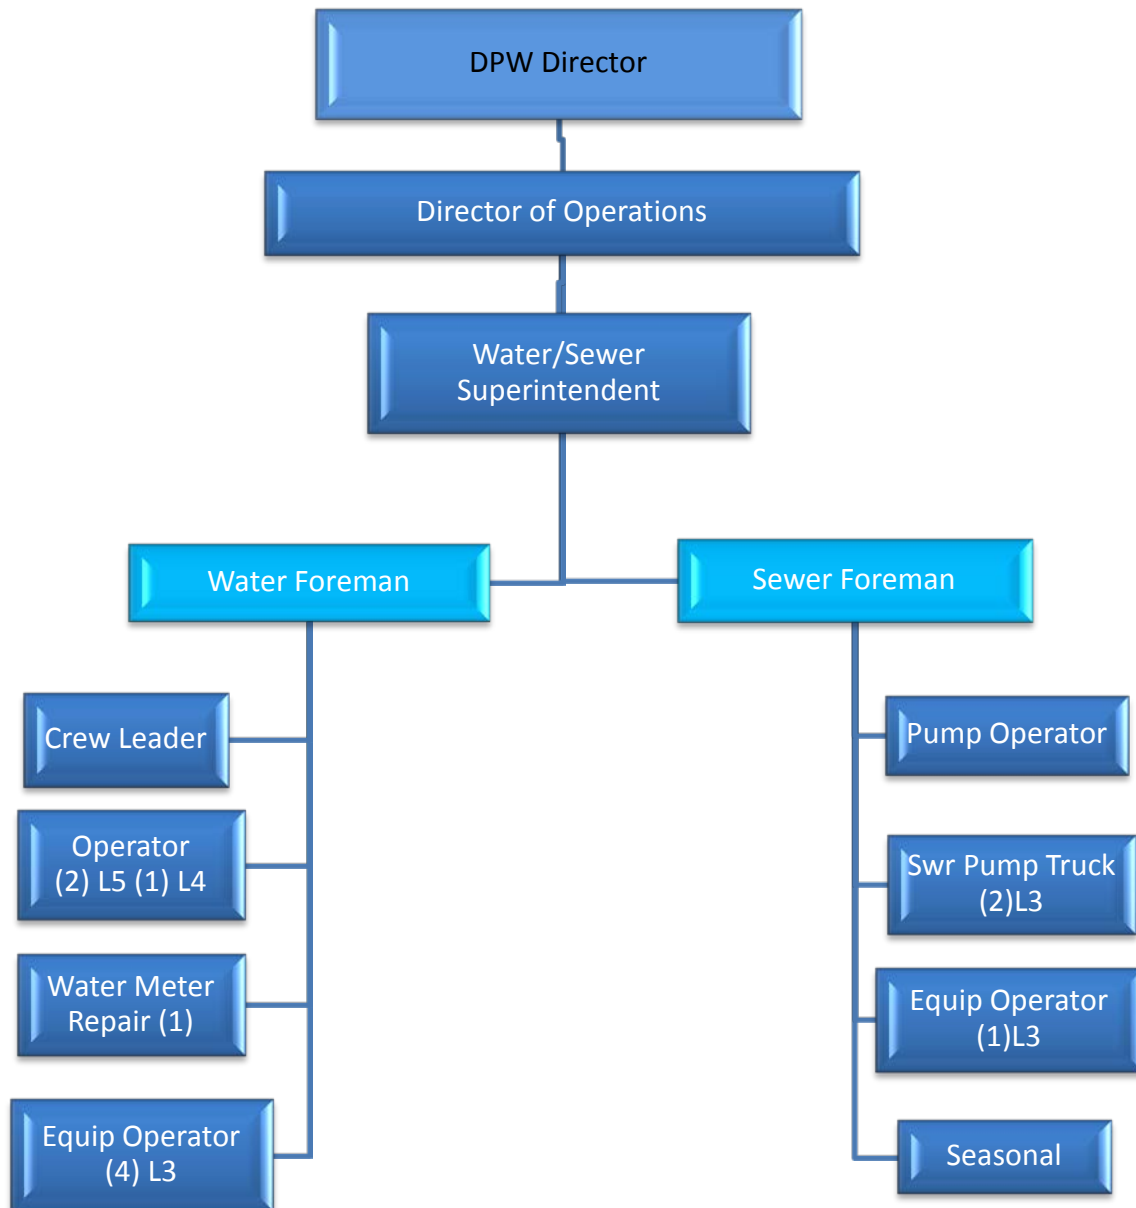 DPW Director
Director of Operations
Water/Sewer
Superintendent
Water Foreman
Sewer Foreman
Crew Leader
Operator
(2) L5 (1) L4
Water Meter
Repair (1)
Equip Operator
(4) L3
Pump Operator
Swr Pump Truck
(2)L3
Equip Operator
(1)L3
Seasonal